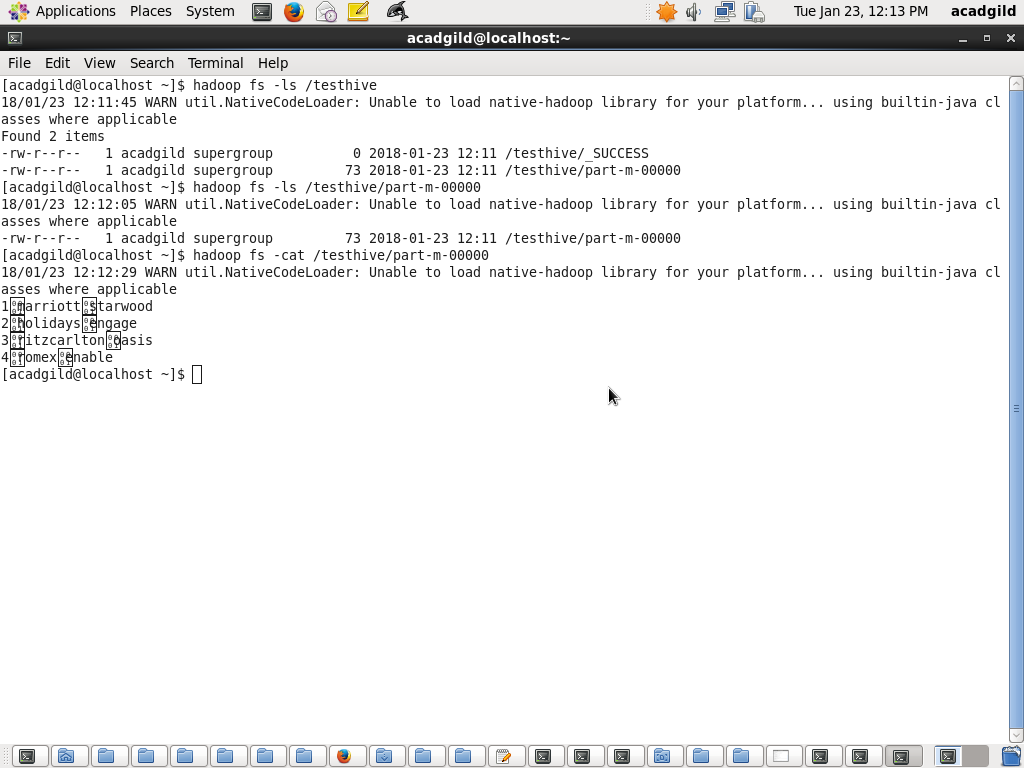 Applications Places System Tue Jan 23, 12:13 PM acadgild
acadgild@localhost:~
File Edit View Search Terminal Help
[acadgild@localhost ~]$ hadoop fs -ls /testhive
18/01/23 12:11:45 WARN util.NativeCodeLoader: Unable to load native-hadoop library for your platform... using builtin-java cl
asses where applicable
Found 2 items
-rw-r--r--   1 acadgild supergroup          0 2018-01-23 12:11 /testhive/_SUCCESS
-rw-r--r--   1 acadgild supergroup         73 2018-01-23 12:11 /testhive/part-m-00000
[acadgild@localhost ~]$ hadoop fs -ls /testhive/part-m-00000
18/01/23 12:12:05 WARN util.NativeCodeLoader: Unable to load native-hadoop library for your platform... using builtin-java cl
asses where applicable
-rw-r--r--   1 acadgild supergroup         73 2018-01-23 12:11 /testhive/part-m-00000
[acadgild@localhost ~]$ hadoop fs -cat /testhive/part-m-00000
18/01/23 12:12:29 WARN util.NativeCodeLoader: Unable to load native-hadoop library for your platform... using builtin-java cl
asses where applicable
1marriottstarwood
2holidaysengage
3ritzcarltonoasis
4romexenable
[acadgild@localhost ~]$